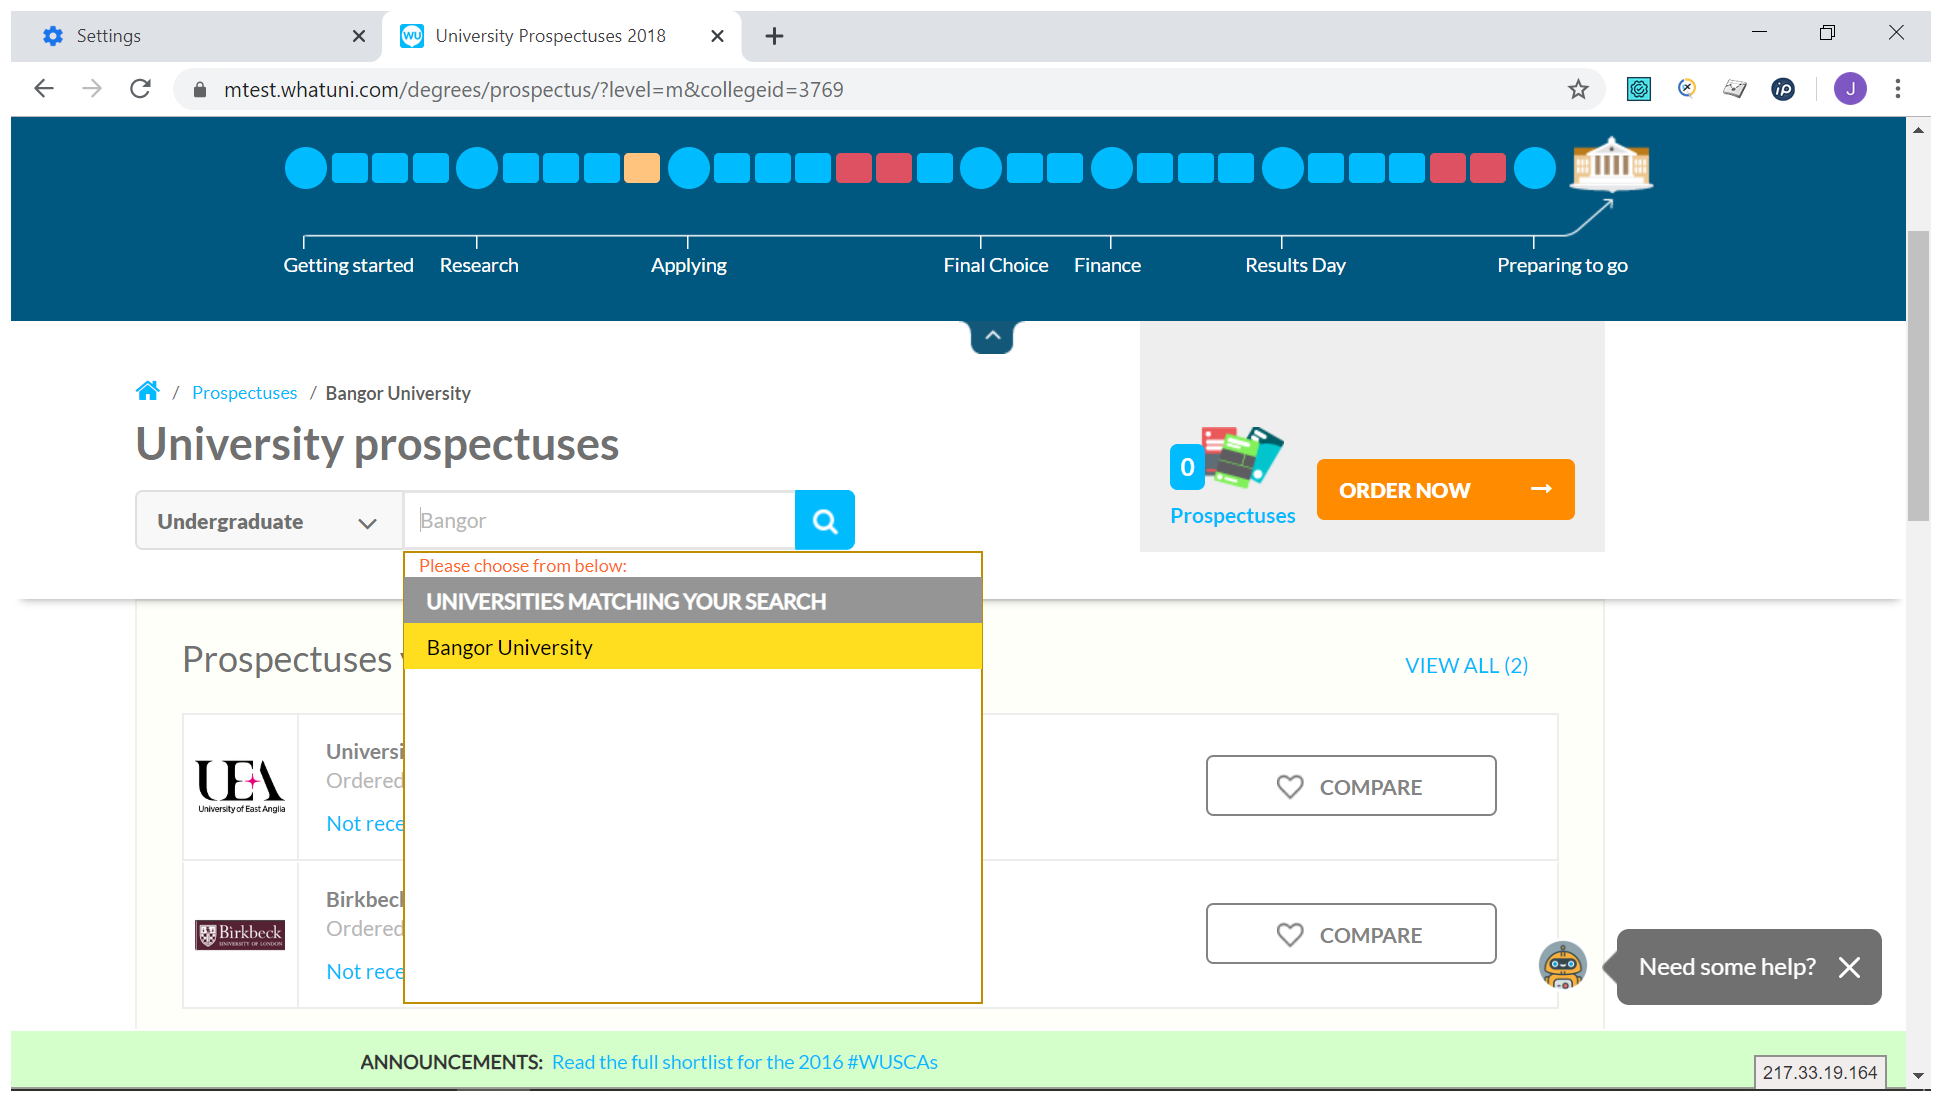 Settings
University Prospectuses 2018
mtest.whatuni.com/degrees/prospectus/?level=m&collegeid=3769
J
Getting started Research Applying Final Choice Finance Results Day Preparing to go
/ Prospectuses / Bangor University
University prospectuses
0
ORDER NOW
Prospectuses
Undergraduate
Bangor
Please choose from below:
UNIVERSITIES MATCHING YOUR SEARCH
Bangor University
Prospectuses
VIEW ALL (2)
UEA
University of East Anglia
Universi
Ordered
Not rece
COMPARE
Birkbeck
UNIVERSITY OF LONDON
Birkbeck
Ordered
Not rece
COMPARE
Need some help?
ANNOUNCEMENTS: Read the full shortlist for the 2016 #WUSCAs
217.33.19.164